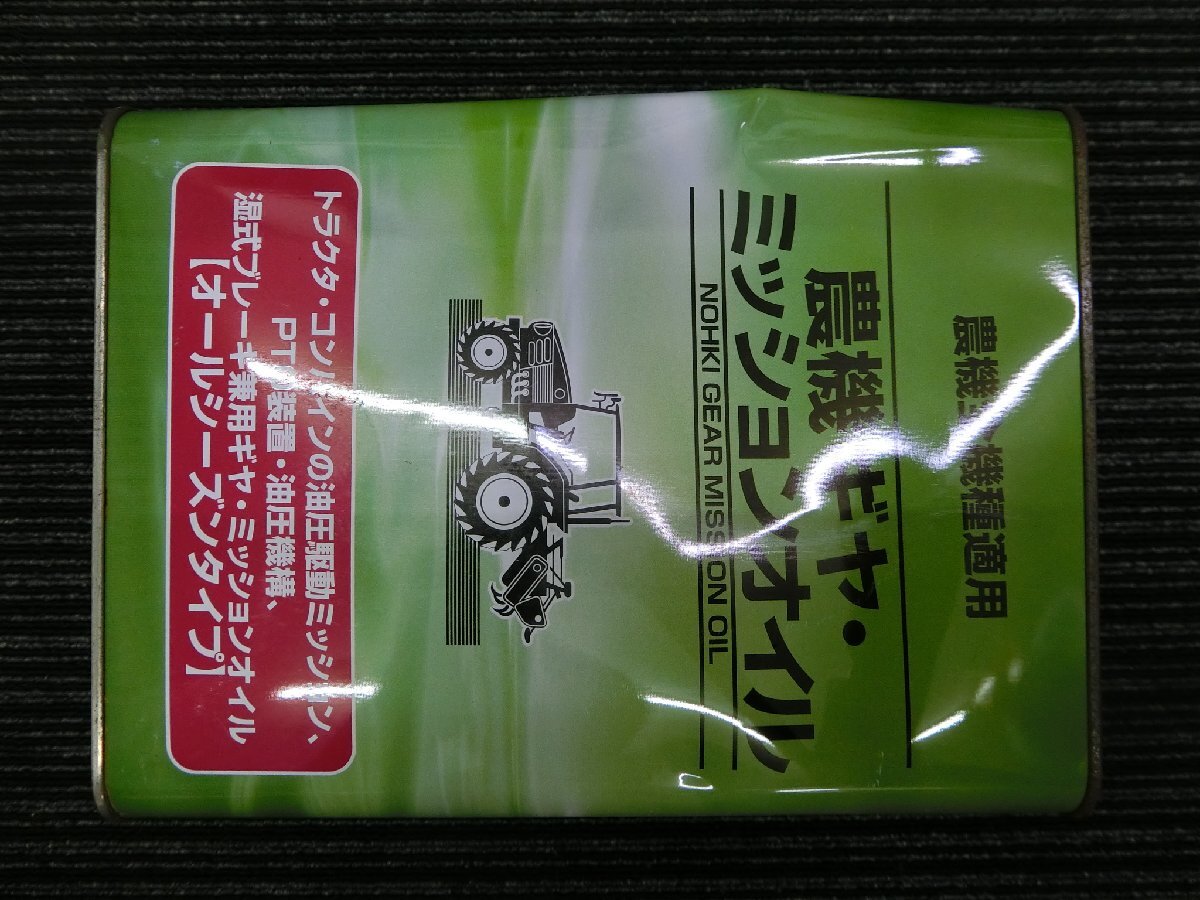 農機全機種適用
農機ギヤ・
ミッションオイル
NOHKI GEAR MISSION OIL
トラクタ・コンバインの油圧駆動ミッション、
PTO装置・油圧機構、
湿式ブレーキ兼用ギヤ・ミッションオイル
【オールシーズンタイプ】